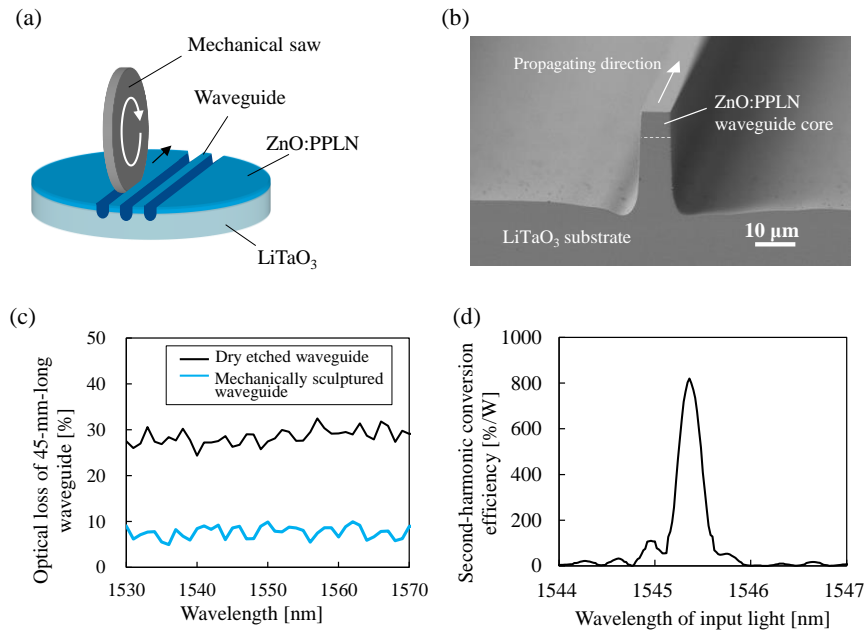 (a)
Mechanical saw
Waveguide
ZnO:PPLN
LiTaO3
(b)
Propagating direction
ZnO:PPLN
waveguide core
LiTaO3 substrate
10 μm
(c)
Optical loss of 45-mm-long
waveguide [%]
50
40
30
20
10
0
Dry etched waveguide
Mechanically sculptured
waveguide
1530
1540
1550
1560
1570
Wavelength [nm]
(d)
Second-harmonic conversion
efficiency [%/W]
1000
800
600
400
200
0
1544
1545
1546
1547
Wavelength of input light [nm]